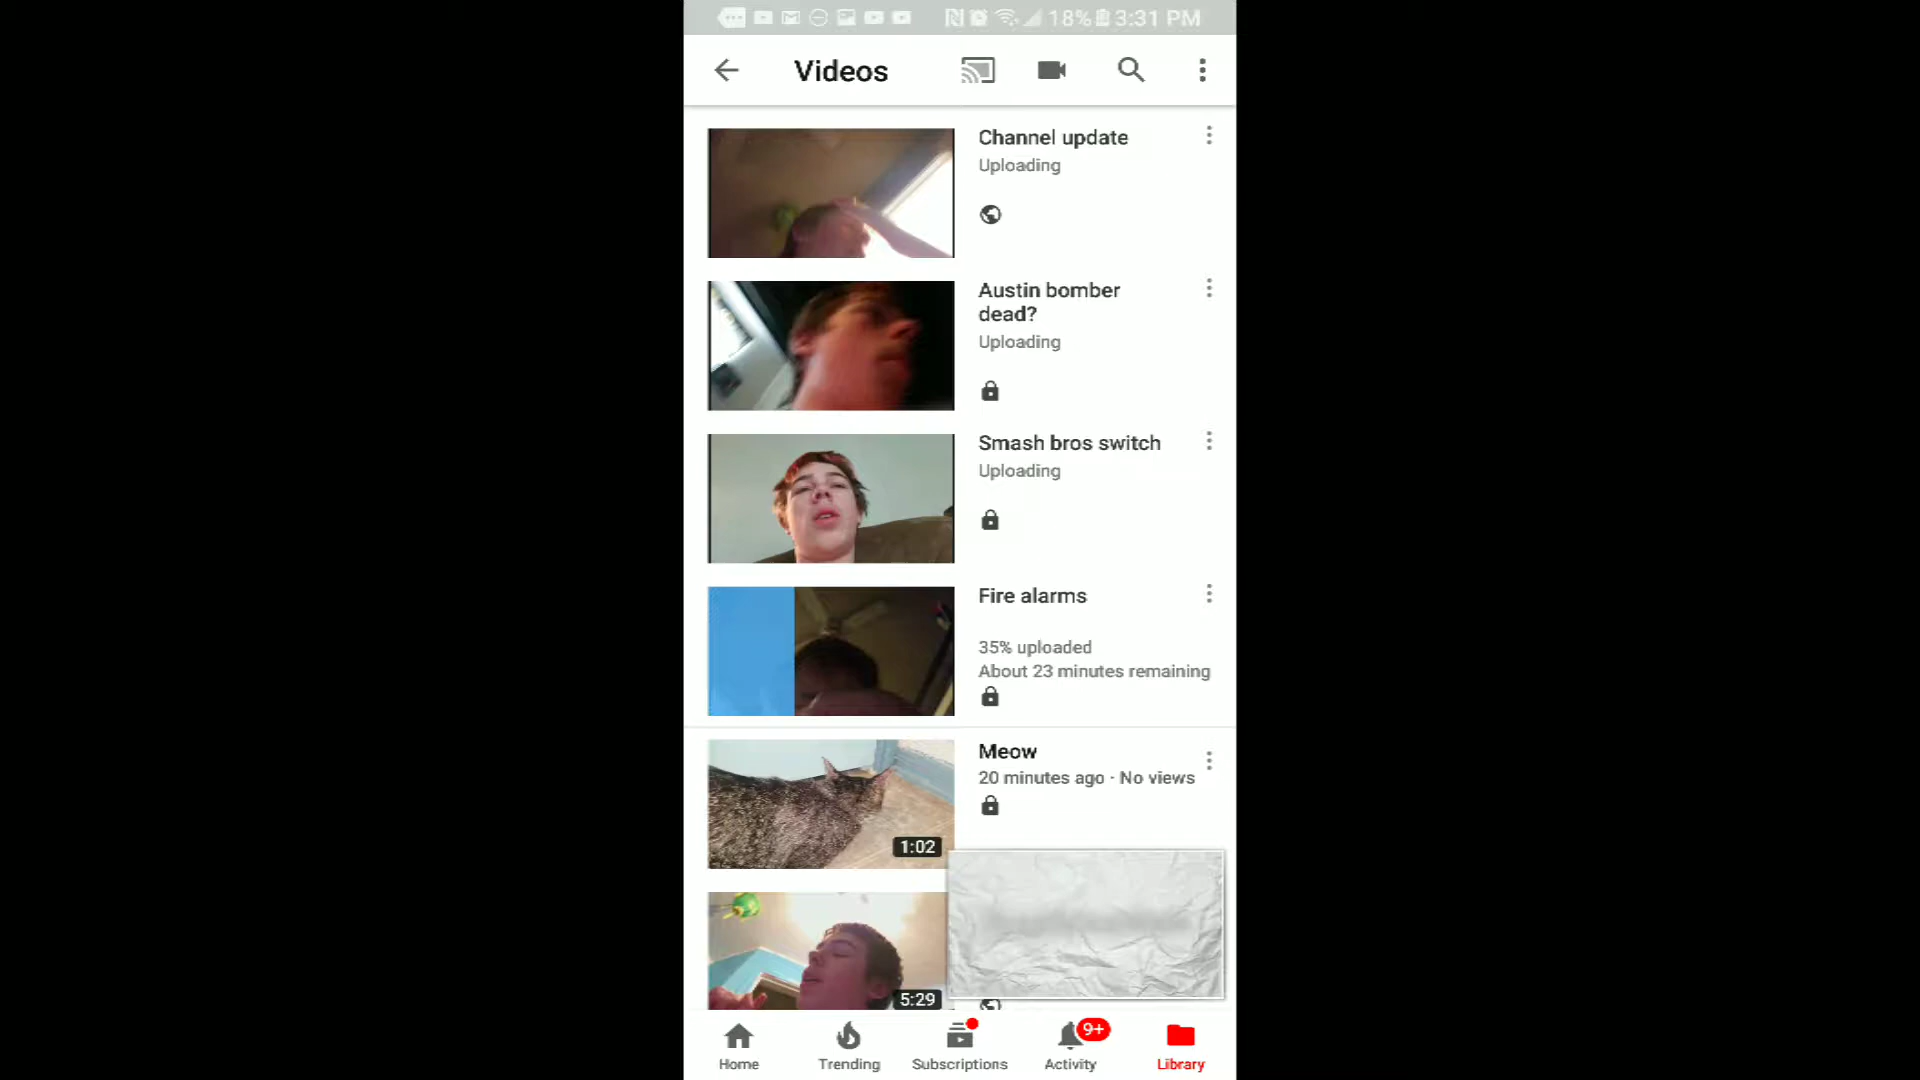 18% 3:31 PM
Videos
Channel update
Uploading
Austin bomber
dead?
Uploading
Smash bros switch
Uploading
Fire alarms
35% uploaded
About 23 minutes remaining
Meow
20 minutes ago · No views
1:02
5:29
9+
Home
Trending
Subscriptions
Activity
Library